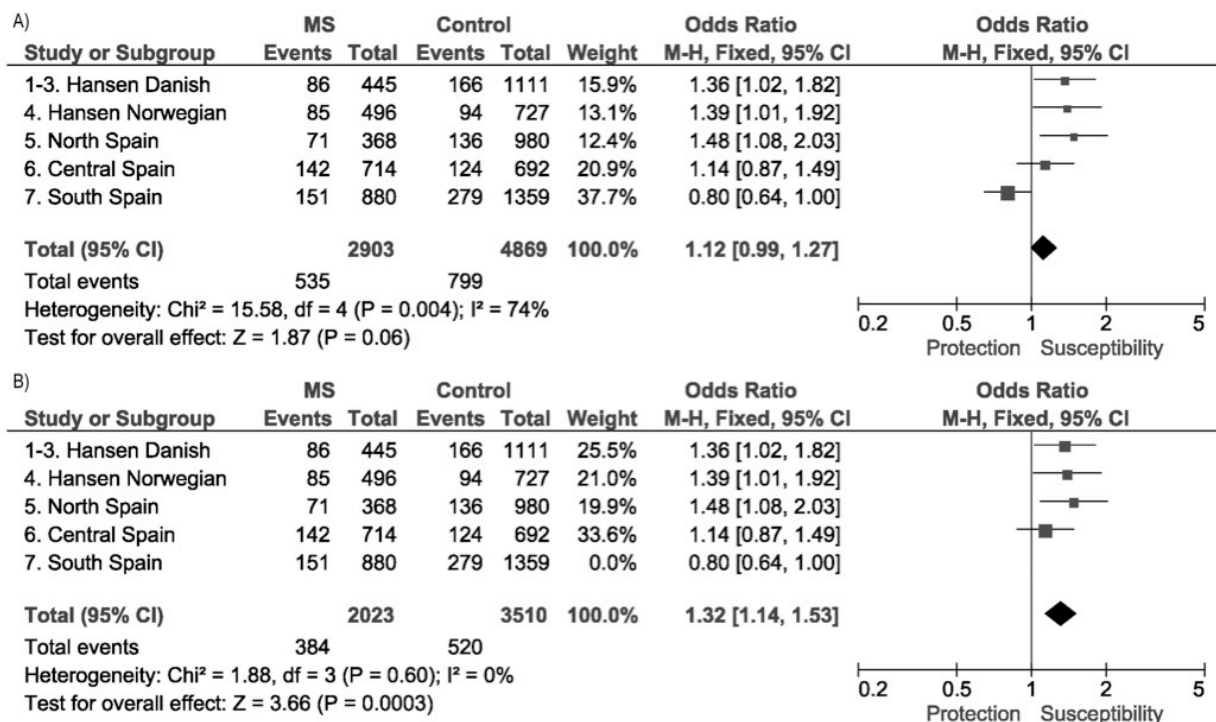 A)
MS Control Odds Ratio Odds Ratio
Study or Subgroup Events Total Events Total Weight M-H, Fixed, 95% CI M-H, Fixed, 95% CI
1-3. Hansen Danish 86 445 166 1111 15.9% 1.36 [1.02, 1.82]
4. Hansen Norwegian 85 496 94 727 13.1% 1.39 [1.01, 1.92]
5. North Spain 71 368 136 980 12.4% 1.48 [1.08, 2.03]
6. Central Spain 142 714 124 692 20.9% 1.14 [0.87, 1.49]
7. South Spain 151 880 279 1359 37.7% 0.80 [0.64, 1.00]
Total (95% CI) 2903 4869 100.0% 1.12 [0.99, 1.27]
Total events 535 799
Heterogeneity: Chi² = 15.58, df = 4 (P = 0.004); I² = 74%
Test for overall effect: Z = 1.87 (P = 0.06)
0.2 0.5 1 2 5
Protection Susceptibility
B)
MS Control Odds Ratio Odds Ratio
Study or Subgroup Events Total Events Total Weight M-H, Fixed, 95% CI M-H, Fixed, 95% CI
1-3. Hansen Danish 86 445 166 1111 25.5% 1.36 [1.02, 1.82]
4. Hansen Norwegian 85 496 94 727 21.0% 1.39 [1.01, 1.92]
5. North Spain 71 368 136 980 19.9% 1.48 [1.08, 2.03]
6. Central Spain 142 714 124 692 33.6% 1.14 [0.87, 1.49]
7. South Spain 151 880 279 1359 0.0% 0.80 [0.64, 1.00]
Total (95% CI) 2023 3510 100.0% 1.32 [1.14, 1.53]
Total events 384 520
Heterogeneity: Chi² = 1.88, df = 3 (P = 0.60); I² = 0%
Test for overall effect: Z = 3.66 (P = 0.0003)
0.2 0.5 1 2 5
Protection Susceptibility